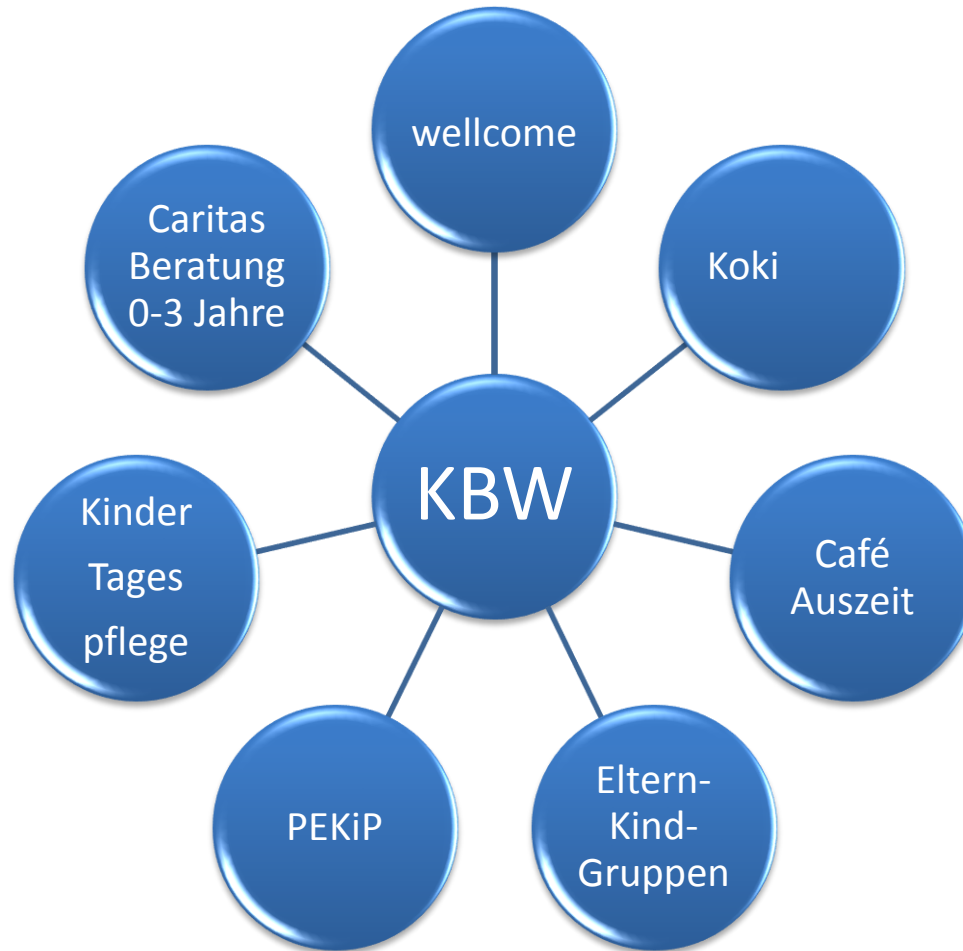 wellcome
Koki
Café
Auszeit
Eltern-
Kind-
Gruppen
PEKiP
Kinder
Tages
pflege
Caritas
Beratung
0-3 Jahre
KBW